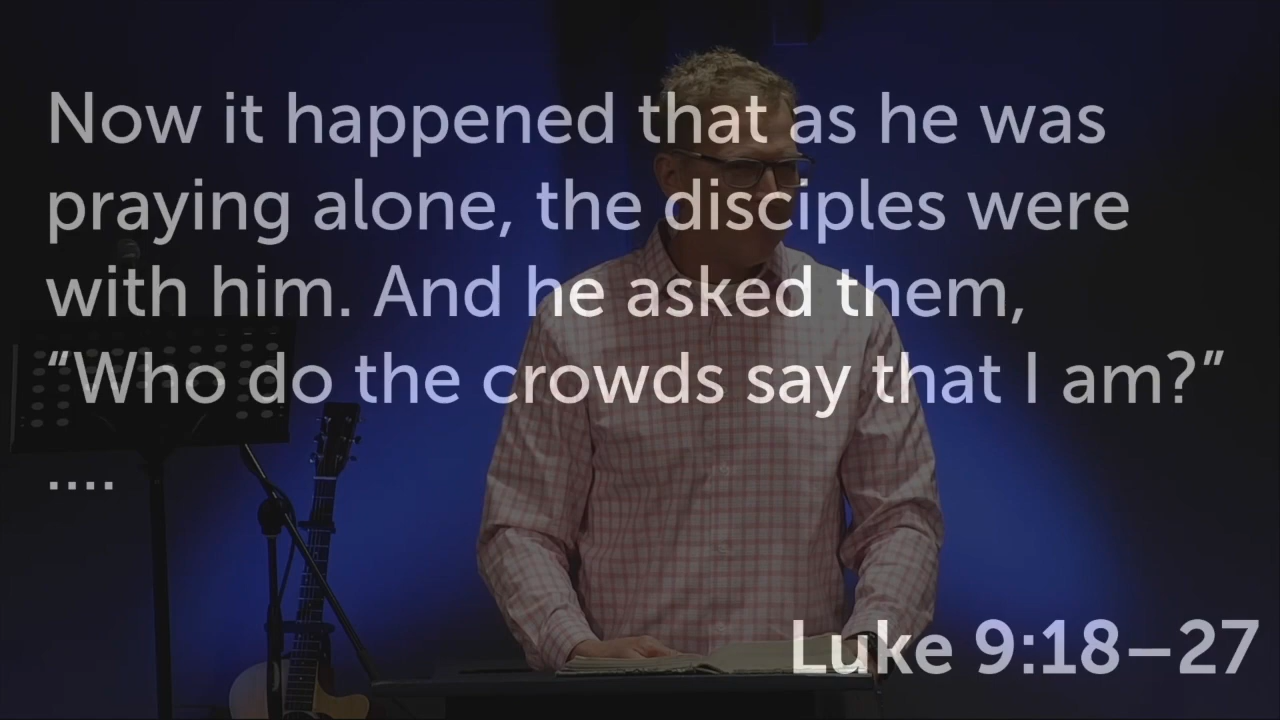 Now it happened that as he was
praying alone, the disciples were
with him. And he asked them,
“Who do the crowds say that I am?”
....
Luke 9:18–27